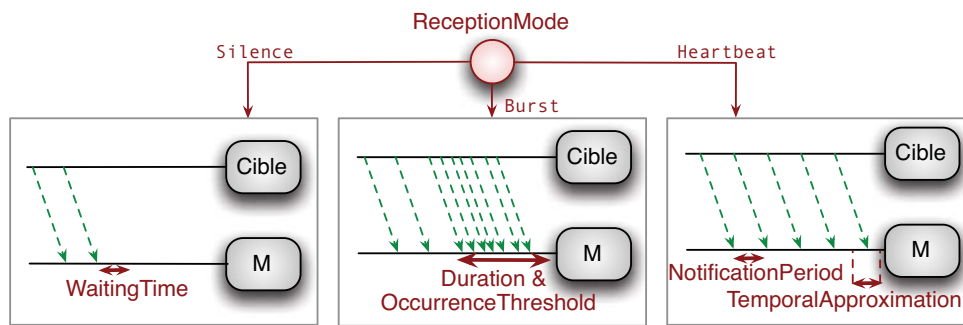 ReceptionMode
Silence
Heartbeat
Burst
Cible
M
WaitingTime
Cible
M
Duration &
OccurrenceThreshold
Cible
M
NotificationPeriod
TemporalApproximation